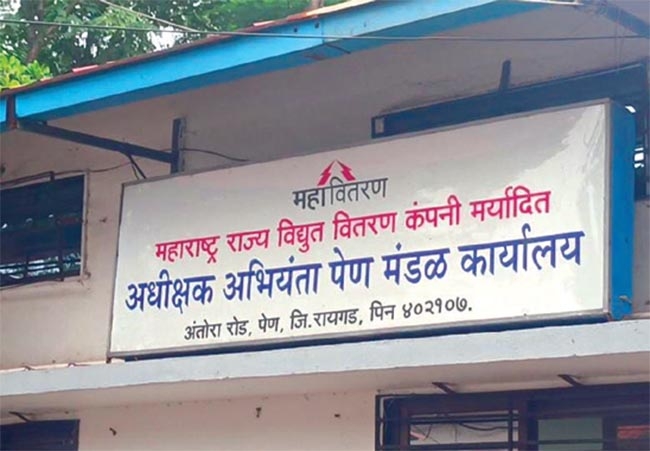 महावितरण
महाराष्ट्र राज्य विद्युत वितरण कंपनी मर्यादित
अधीक्षक अभियंता पेण मंडळ कार्यालय
अंतोरा रोड, पेण, जि.रायगड, पिन ४०२१०७.